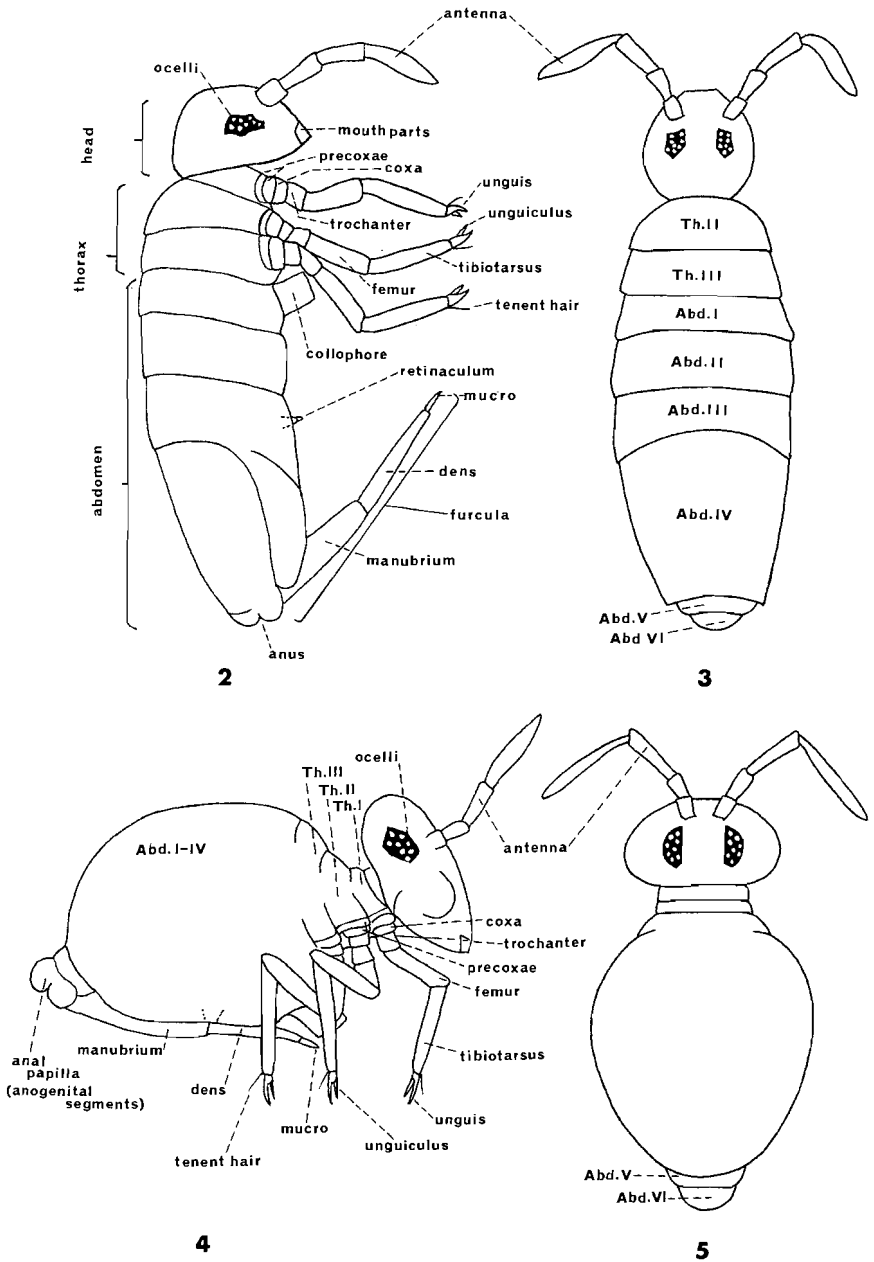 antenna
ocelli
head
mouth parts
precoxae
coxa
unguis
unguiculus
trochanter
thorax
tibiotarsus
femur
tenent hair
collophore
retinaculum
mucro
abdomen
dens
furcula
manubrium
anus
2
Th.II
Th.III
Abd.I
Abd.II
Abd.III
Abd.IV
Abd.V
Abd VI
3
ocelli
Th.III
Th.II
Th.I
Abd. I-IV
antenna
coxa
trochanter
precoxae
femur
tibiotarsus
manubrium
anal
papilla
(anogenital
segments)
dens
mucro
unguis
unguiculus
tenent hair
4
Abd.V
Abd.VI
5